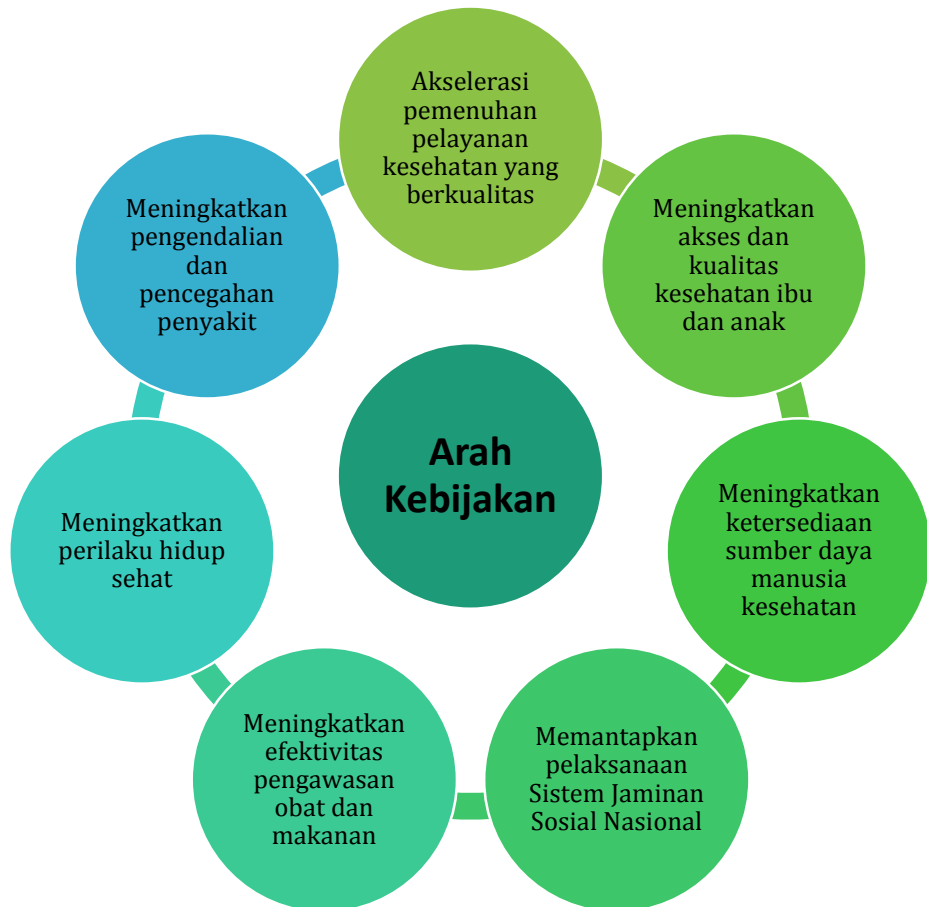 Akselerasi
pemenuhan
pelayanan
kesehatan yang
berkualitas
Meningkatkan
akses dan
kualitas
kesehatan ibu
dan anak
Meningkatkan
ketersediaan
sumber daya
manusia
kesehatan
Memantapkan
pelaksanaan
Sistem Jaminan
Sosial Nasional
Meningkatkan
efektivitas
pengawasan
obat dan
makanan
Meningkatkan
perilaku hidup
sehat
Meningkatkan
pengendalian
dan
pencegahan
penyakit
Arah
Kebijakan